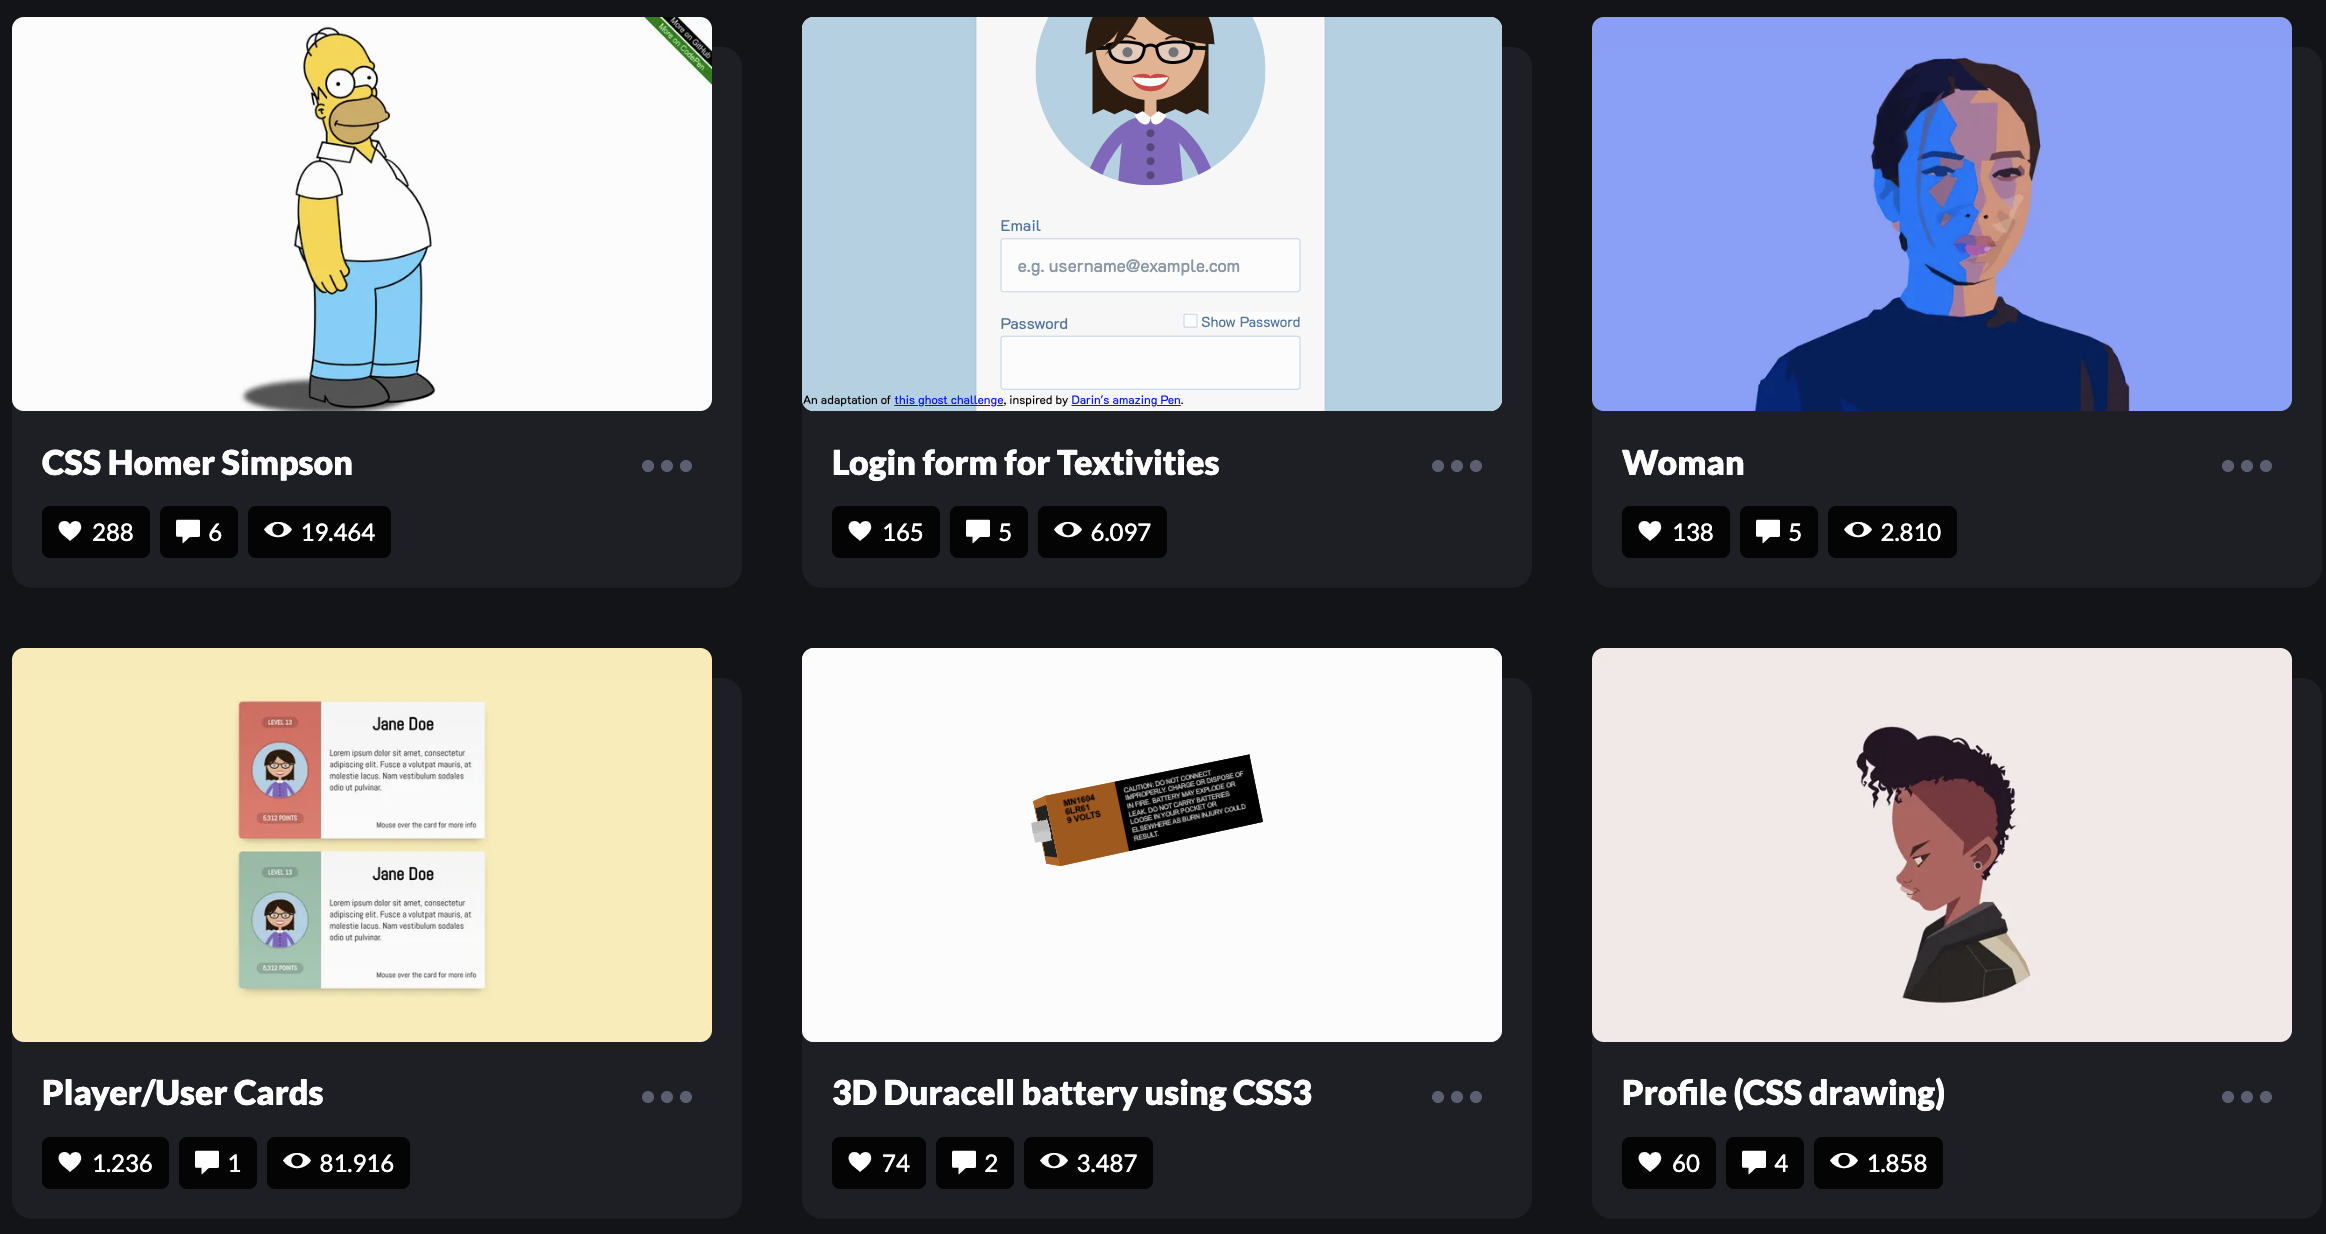 More on GitHub
More on CodePen
Email
e.g. username@example.com
Password
Show Password
An adaptation of this ghost challenge, inspired by Darin's amazing Pen.
CSS Homer Simpson
288
6
19.464
Login form for Textivities
165
5
6.097
Woman
138
5
2.810
LEVEL 13
Jane Doe
Lorem ipsum dolor sit amet, consectetur
adipiscing elit. Fusce a volutpat mauris, at
molestie lacus. Nam vestibulum sodales
odio ut pulvinar.
Mouse over the card for more info
LEVEL 13
Jane Doe
Lorem ipsum dolor sit amet, consectetur
adipiscing elit. Fusce a volutpat mauris, at
molestie lacus. Nam vestibulum sodales
odio ut pulvinar.
Mouse over the card for more info
MN1604
6LR61
9 VOLTS
CAUTION: DO NOT CONNECT
IMPROPERLY. CHARGE OR DISPOSE OF
IN FIRE. BATTERY MAY EXPLODE OR
LEAK. DO NOT CARRY BATTERIES
LOOSE IN YOUR POCKET OR
ELSEWHERE AS BURN INJURY COULD
RESULT.
Player/User Cards
1.236
1
81.916
3D Duracell battery using CSS3
74
2
3.487
Profile (CSS drawing)
60
4
1.858